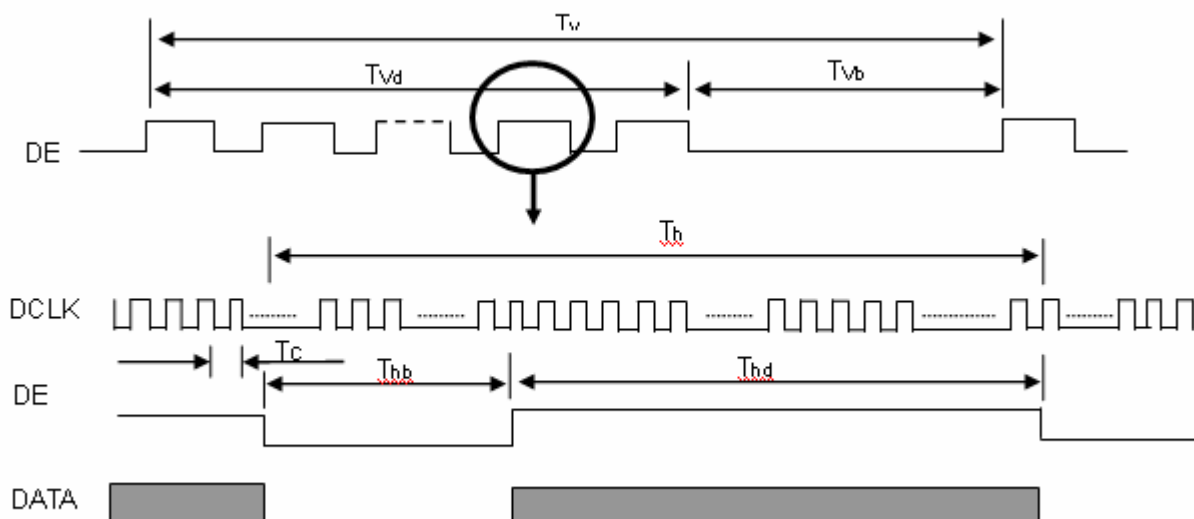 Tv
Tvd
Tvb
DE
Th
DCLK
Tc
Thb
Thd
DE
DATA